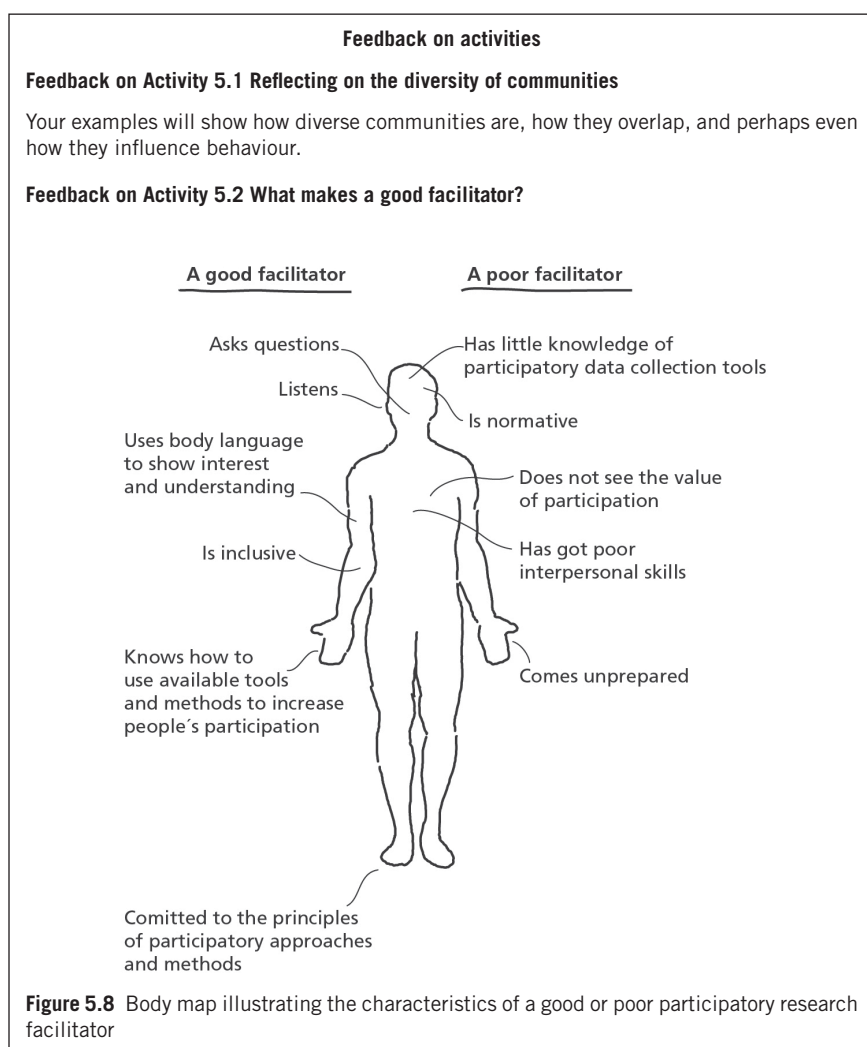 Feedback on activities
Feedback on Activity 5.1 Reflecting on the diversity of communities
Your examples will show how diverse communities are, how they overlap, and perhaps even
how they influence behaviour.
Feedback on Activity 5.2 What makes a good facilitator?
A good facilitator
Asks questions
Listens
Uses body language
to show interest
and understanding
Is inclusive
Knows how to
use available tools
and methods to increase
people´s participation
Comitted to the principles
of participatory approaches
and methods
A poor facilitator
Has little knowledge of
participatory data collection tools
Is normative
Does not see the value
of participation
Has got poor
interpersonal skills
Comes unprepared
Figure 5.8 Body map illustrating the characteristics of a good or poor participatory research
facilitator